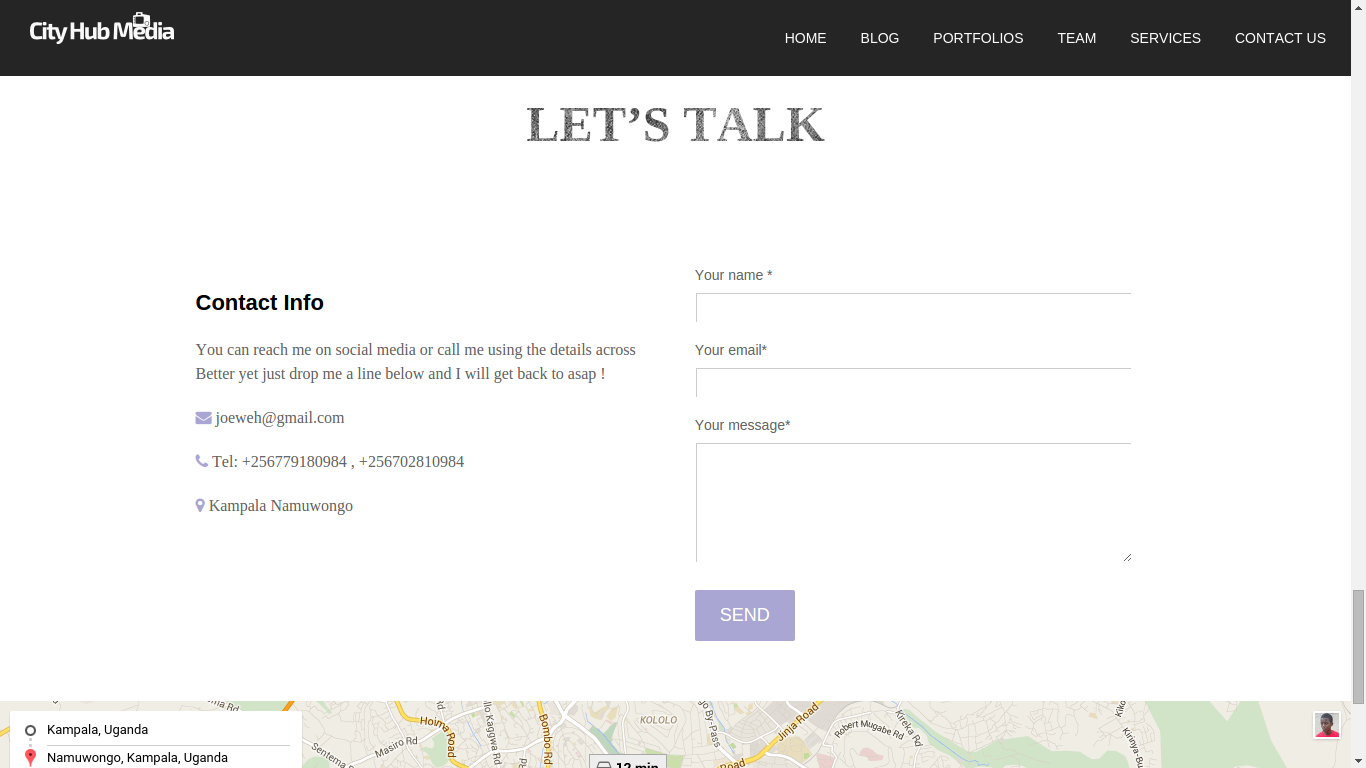 City Hub Media
HOME BLOG PORTFOLIOS TEAM SERVICES CONTACT US
LET’S TALK
Contact Info
You can reach me on social media or call me using the details across
Better yet just drop me a line below and I will get back to asap !
joeweh@gmail.com
Tel: +256779180984 , +256702810984
Kampala Namuwongo
Your name *
Your email*
Your message*
SEND
Kampala, Uganda
Namuwongo, Kampala, Uganda
Hoima Road
Masiro Rd
Bombo Rd
KOLOLO
12 min
Jinja Road
Robert Mugabe Rd
Kireka Rd